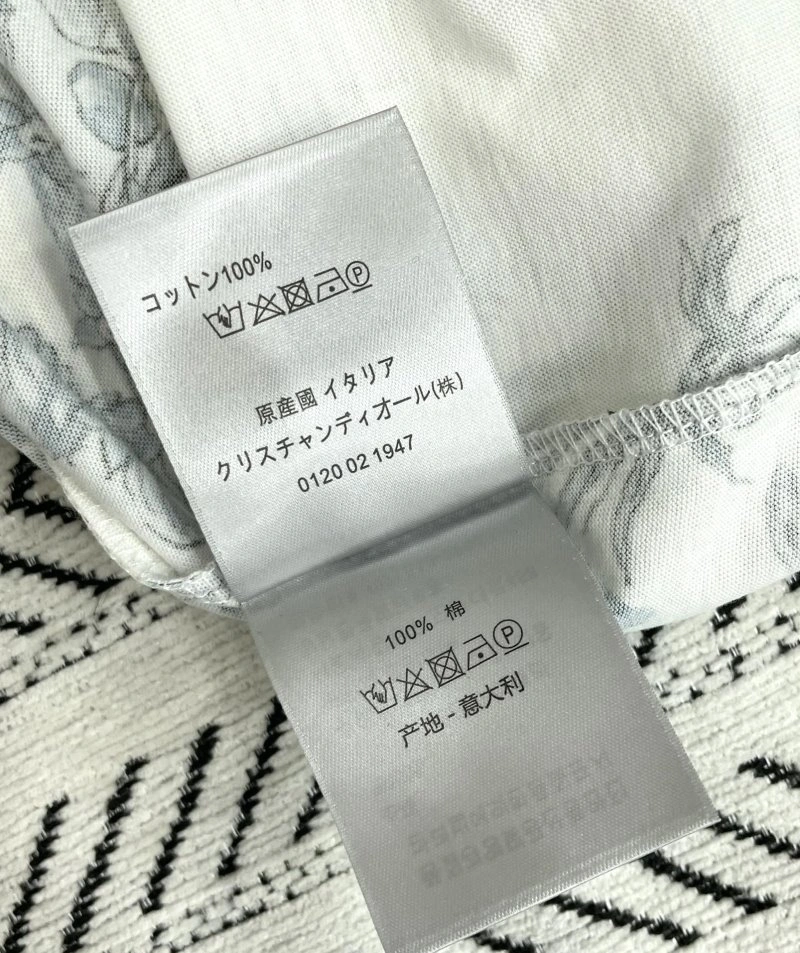 コットン100%
原産國 イタリア
クリスチャンディオール(株)
0120 02 1947
100% 棉
产地 - 意大利